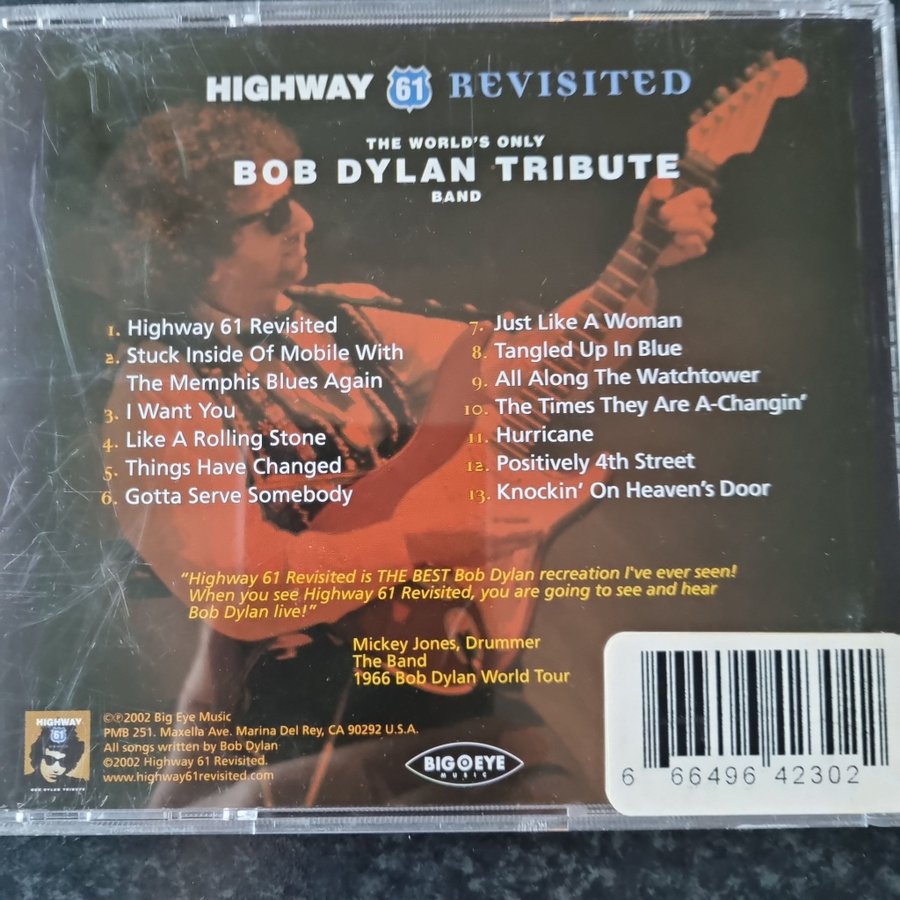 HIGHWAY 61 REVISITED
THE WORLD'S ONLY
BOB DYLAN TRIBUTE
BAND
1. Highway 61 Revisited
2. Stuck Inside Of Mobile With
The Memphis Blues Again
3. I Want You
4. Like A Rolling Stone
5. Things Have Changed
6. Gotta Serve Somebody
7. Just Like A Woman
8. Tangled Up In Blue
9. All Along The Watchtower
10. The Times They Are A-Changin'
11. Hurricane
12. Positively 4th Street
13. Knockin' On Heaven's Door
"Highway 61 Revisited is THE BEST Bob Dylan recreation I've ever seen!
When you see Highway 61 Revisited, you are going to see and hear
Bob Dylan live!"
Mickey Jones, Drummer
The Band
1966 Bob Dylan World Tour
HIGHWAY
61
BOB DYLAN TRIBUTE
©℗2002 Big Eye Music
PMB 251. Maxella Ave. Marina Del Rey, CA 90292 U.S.A.
All songs written by Bob Dylan
©2002 Highway 61 Revisited.
www.highway61revisited.com
BIG EYE
MUSIC
6 66496 42302